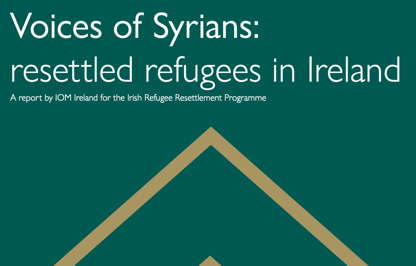 Voices of Syrians:
resettled refugees in Ireland
A report by IOM Ireland for the Irish Refugee Resettlement Programme